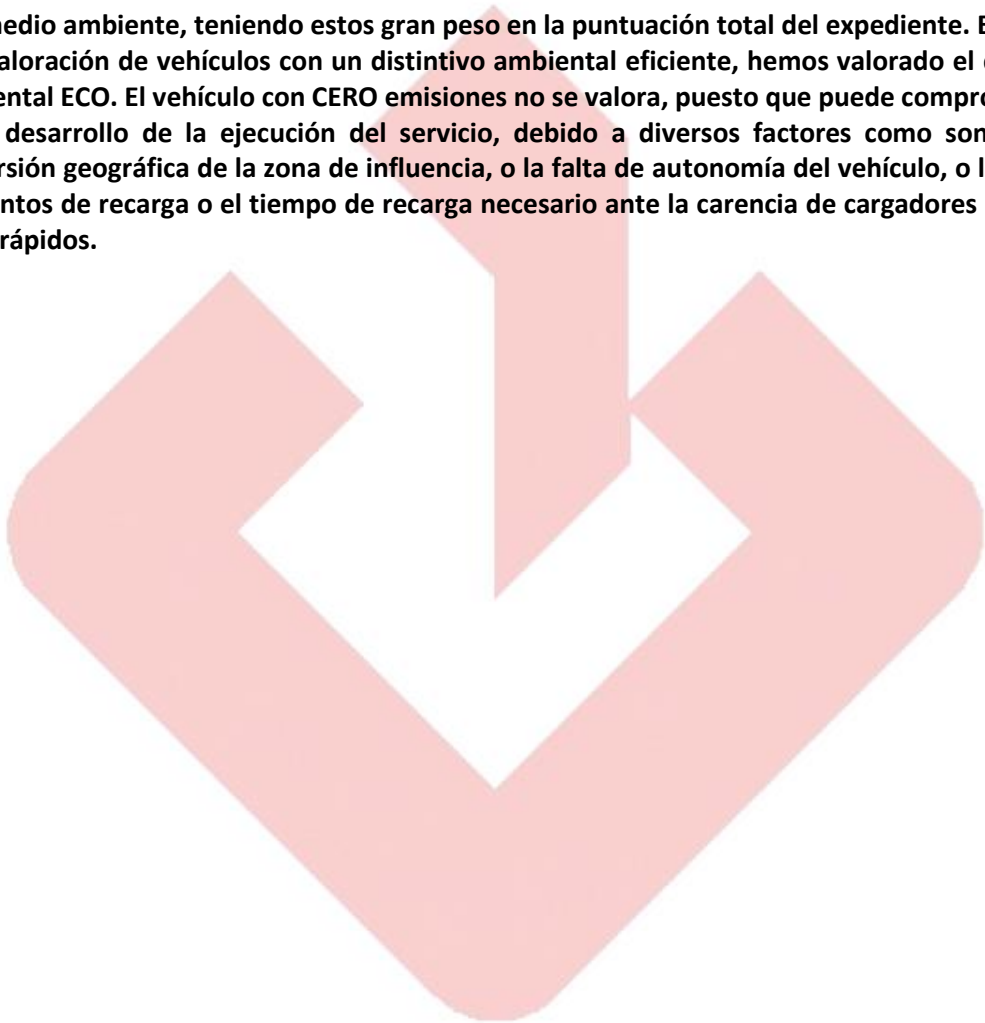 medio ambiente, teniendo estos gran peso en la puntuación total del expediente. E
aloración de vehículos con un distintivo ambiental eficiente, hemos valorado el
ental ECO. El vehículo con CERO emisiones no se valora, puesto que puede compro
desarrollo de la ejecución del servicio, debido a diversos factores como son
rsión geográfica de la zona de influencia, o la falta de autonomía del vehículo, o l
ntos de recarga o el tiempo de recarga necesario ante la carencia de cargadores
rápidos.